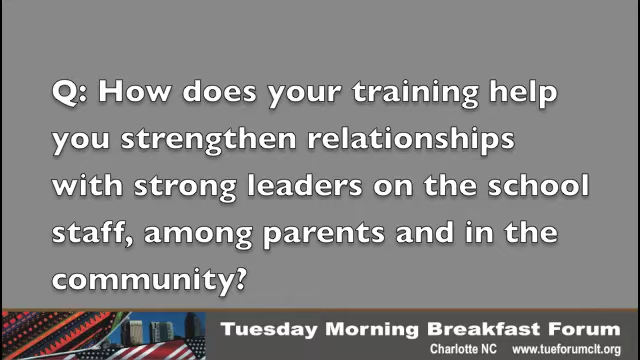 Q: How does your training help
you strengthen relationships
with strong leaders on the school
staff, among parents and in the
community?
Tuesday Morning Breakfast Forum
Charlotte NC www.tueforumclt.org